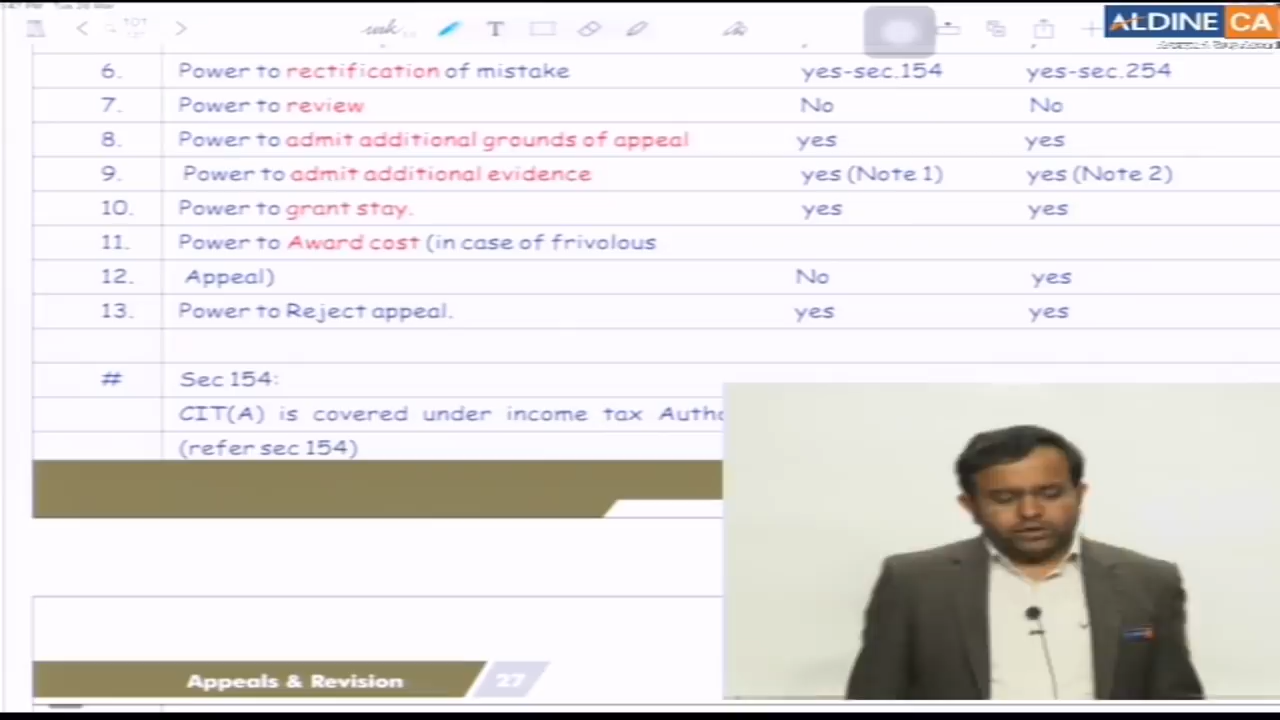 ALDINE CA
6. Power to rectification of mistake yes-sec.154 yes-sec.254
7. Power to review No No
8. Power to admit additional grounds of appeal yes yes
9. Power to admit additional evidence yes (Note 1) yes (Note 2)
10. Power to grant stay. yes yes
11. Power to Award cost (in case of frivolous
12. Appeal) No yes
13. Power to Reject appeal. yes yes
# Sec 154:
CIT(A) is covered under income tax
(refer sec 154)
Appeals & Revision 27